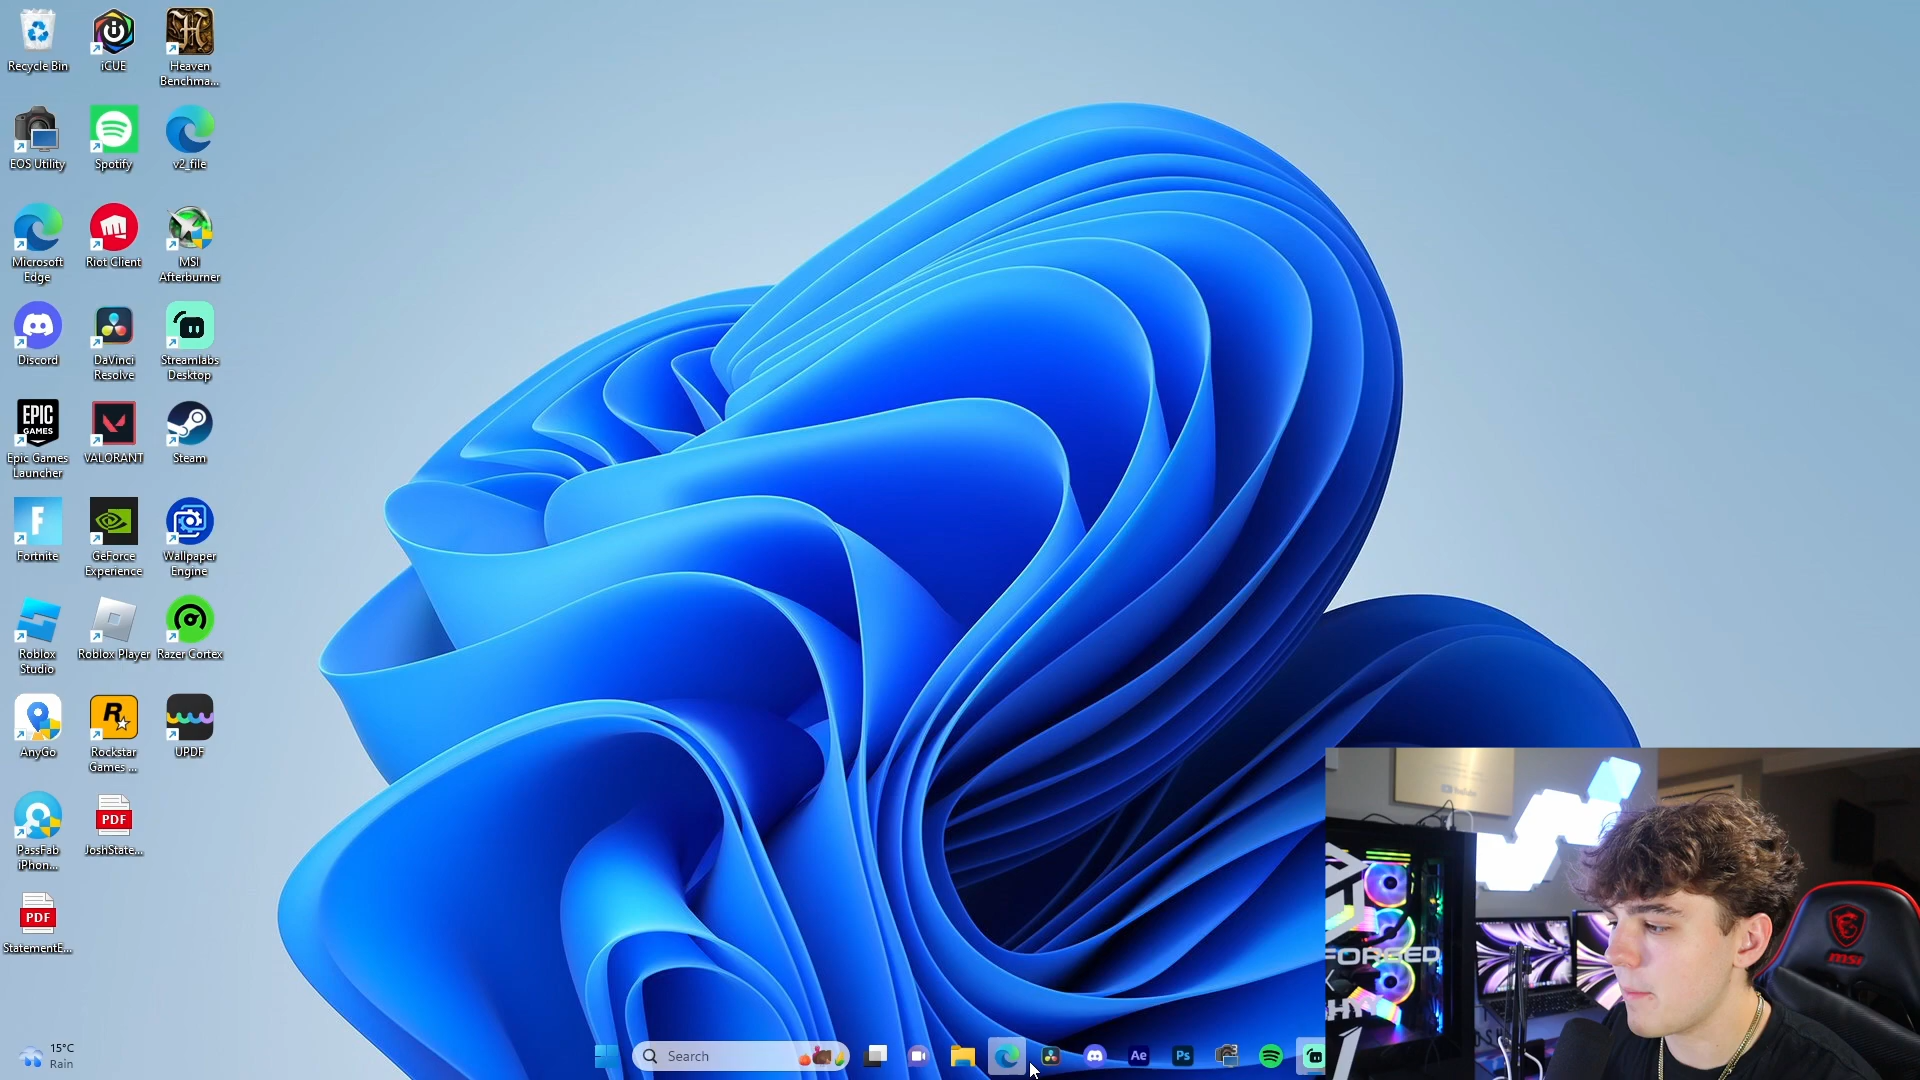 Recycle Bin
iCUE
Heaven
Benchma...
EOS Utility
Spotify
v2_file
Microsoft
Edge
Riot Client
MSI
Afterburner
Discord
DaVinci
Resolve
Streamlabs
Desktop
EPIC
GAMES
Epic Games
Launcher
VALORANT
Steam
Fortnite
GeForce
Experience
Wallpaper
Engine
Roblox
Studio
Roblox Player
Razer Cortex
AnyGo
Rockstar
Games ...
UPDF
PassFab
iPhon...
PDF
JoshState...
PDF
StatementE...
15°C
Rain
Search
Ae
Ps
FORGED
msi